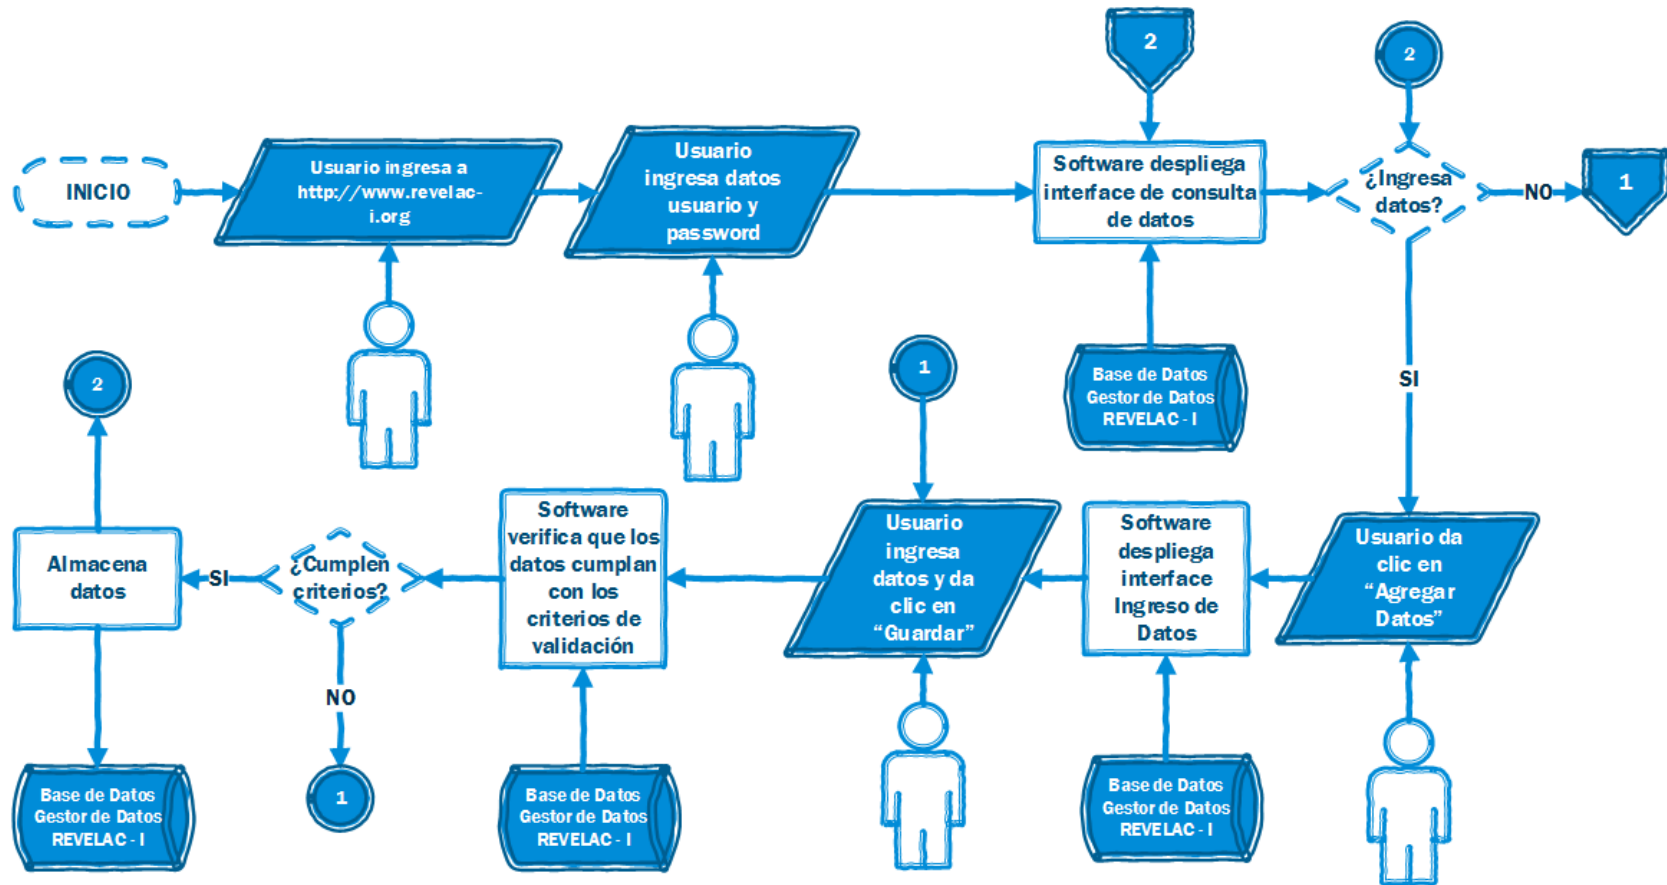 2
2
INICIO
Usuario ingresa a
http://www.revelac-
i.org
Usuario
ingresa datos
usuario y
password
Software despliega
interface de consulta
de datos
¿Ingresa
datos?
NO
1
Base de Datos
Gestor de Datos
REVELAC - I
SI
2
1
Usuario da
clic en
“Agregar
Datos”
Software
despliega
interface
Ingreso de
Datos
Usuario
ingresa
datos y da
clic en
“Guardar”
Software
verifica que los
datos cumplan
con los
criterios de
validación
¿Cumplen
criterios?
SI
Almacena
datos
NO
1
Base de Datos
Gestor de Datos
REVELAC - I
Base de Datos
Gestor de Datos
REVELAC - I
Base de Datos
Gestor de Datos
REVELAC - I